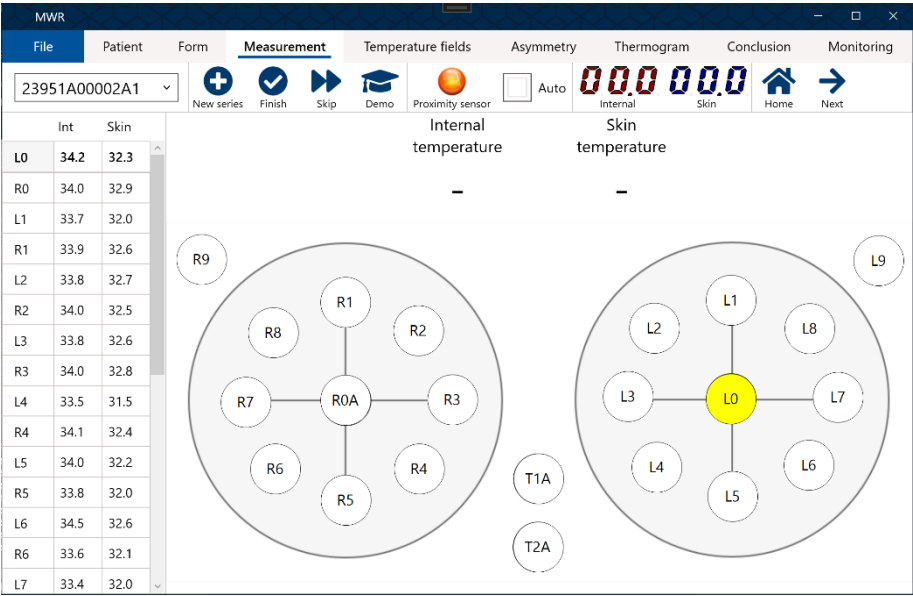 MWR
File Patient Form Measurement Temperature fields Asymmetry Thermogram Conclusion Monitoring
23951A00002A1 New series Finish Skip Demo Proximity sensor Auto 00.0 Internal 00.0 Skin Home Next
Int Skin
L0 34.2 32.3
R0 34.0 32.9
L1 33.7 32.0
R1 33.9 32.6
L2 33.8 32.7
R2 34.0 32.5
L3 33.8 32.6
R3 34.0 32.8
L4 33.5 31.5
R4 34.1 32.4
L5 34.0 32.2
R5 33.8 32.0
L6 34.5 32.6
R6 33.6 32.1
L7 33.4 32.0
Internal temperature
-
Skin temperature
-
R9
R1
R8 R2
R7 R0A R3
R6 R4
R5
T1A
T2A
L9
L1
L2 L8
L3 L0 L7
L4 L6
L5